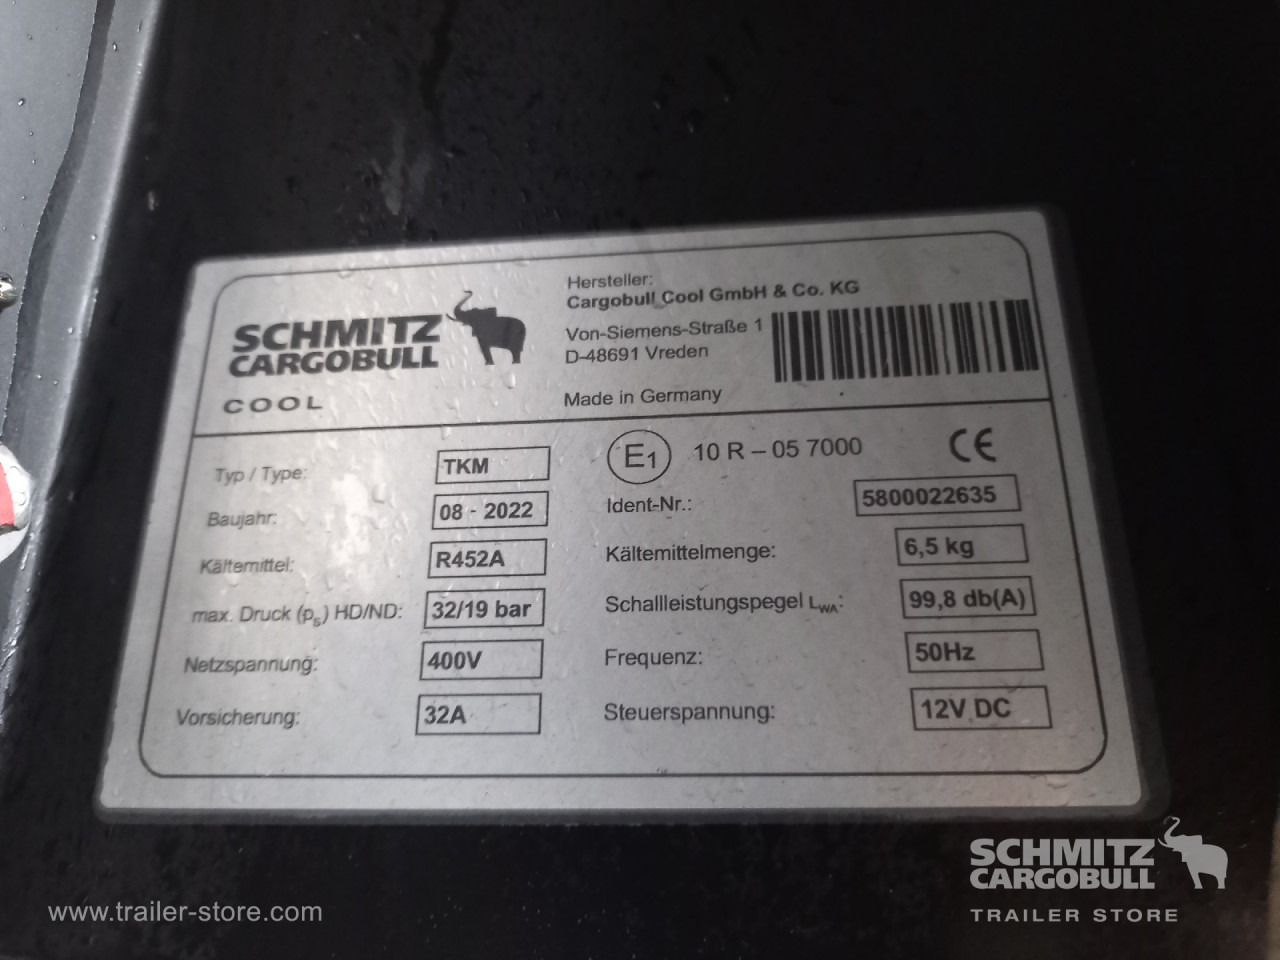 SCHMITZ
CARGOBULL
COOL
Hersteller:
Cargobull Cool GmbH & Co. KG
Von-Siemens-Straße 1
D-48691 Vreden
Made in Germany
Typ / Type: TKM
Baujahr: 08 - 2022
Kältemittel: R452A
max. Druck (ps) HD/ND: 32/19 bar
Netzspannung: 400V
Vorsicherung: 32A
E1 10 R – 05 7000 CE
Ident-Nr.: 5800022635
Kältemittelmenge: 6,5 kg
Schallleistungspegel LWA: 99,8 db(A)
Frequenz: 50Hz
Steuerspannung: 12V DC
www.trailer-store.com
SCHMITZ
CARGOBULL
TRAILER STORE